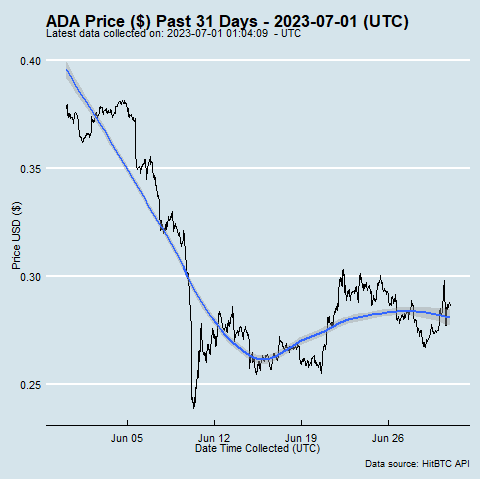 ADA Price ($) Past 31 Days - 2023-07-01 (UTC)
Latest data collected on: 2023-07-01 01:04:09 - UTC
0.40
0.35
0.30
0.25
Price USD ($)
Jun 05 Jun 12 Jun 19 Jun 26
Date Time Collected (UTC)
Data source: HitBTC API